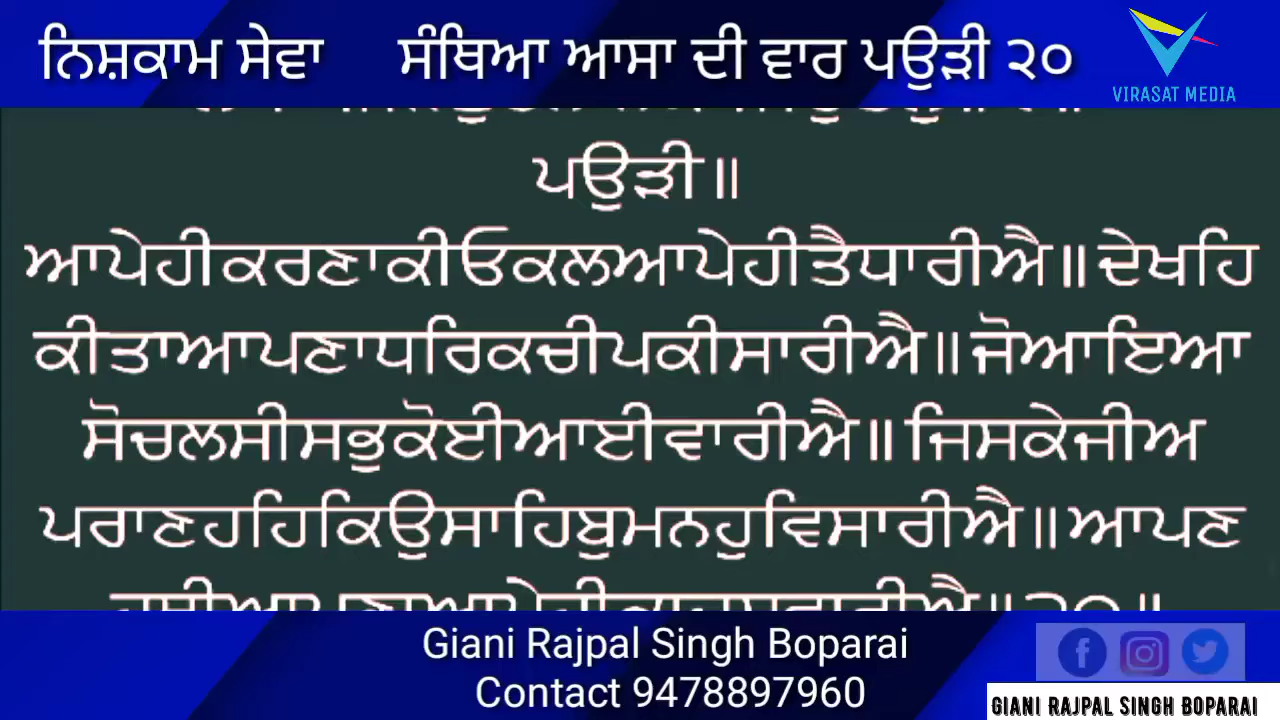 ਨਿਸ਼ਕਾਮ ਸੇਵਾ ਸੰਥਿਆ ਆਸਾ ਦੀ ਵਾਰ ਪਉੜੀ ੨੦
VIRASAT MEDIA
ਪਉੜੀ॥
ਆਪੇਹੀਕਰਣਾਕੀਓਕਲਆਪੇਹੀਤੈਧਾਰੀਐ॥ਦੇਖਹਿ
ਕੀਤਾਆਪਣਾਧਰਿਕਚੀਪਕੀਸਾਰੀਐ॥ਜੋਆਇਆ
ਸੋਚਲਸੀਸਭੁਕੋਈਆਈਵਾਰੀਐ॥ਜਿਸਕੇਜੀਅ
ਪਰਾਣਹਹਿਕਿਉਸਾਹਿਬੁਮਨਹੁਵਿਸਾਰੀਐ॥ਆਪਣ
Giani Rajpal Singh Boparai
Contact 9478897960
GIANI RAJPAL SINGH BOPARAI